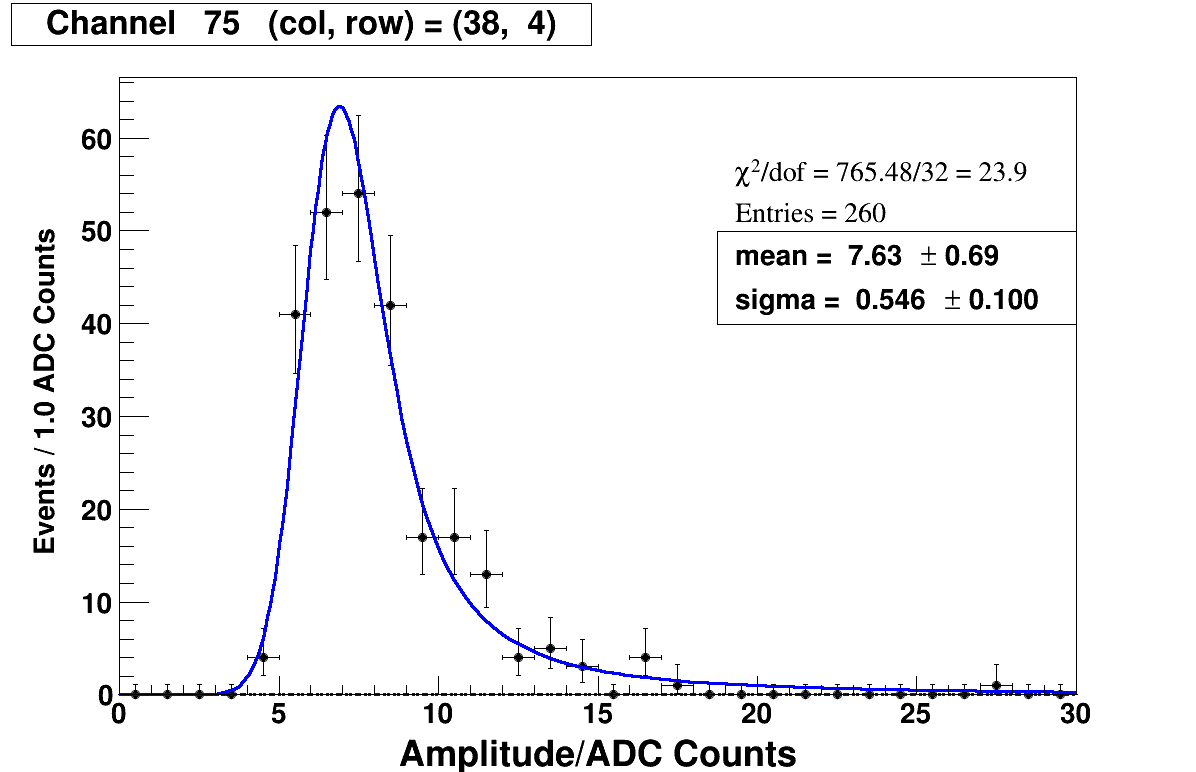 Channel 75 (col, row) = (38, 4)
χ²/dof = 765.48/32 = 23.9
Entries = 260
mean = 7.63 ± 0.69
sigma = 0.546 ± 0.100
Events / 1.0 ADC Counts
60
50
40
30
20
10
0
0 5 10 15 20 25 30
Amplitude/ADC Counts